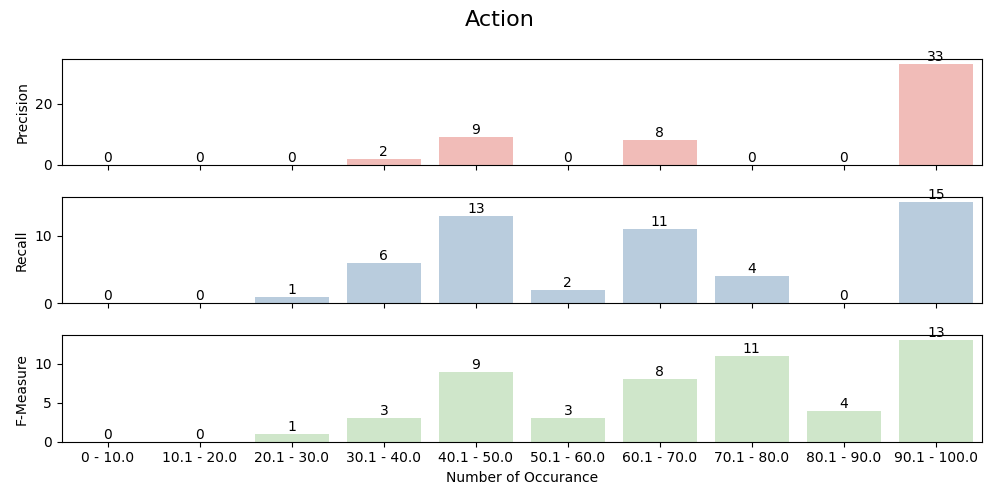 Action
Precision
20
0
0 0 0 2 9 0 8 0 0 33
Recall
10
0
0 0 1 6 13 2 11 4 0 15
F-Measure
10
5
0
0 0 1 3 9 3 8 11 4 13
0 - 10.0 10.1 - 20.0 20.1 - 30.0 30.1 - 40.0 40.1 - 50.0 50.1 - 60.0 60.1 - 70.0 70.1 - 80.0 80.1 - 90.0 90.1 - 100.0
Number of Occurance